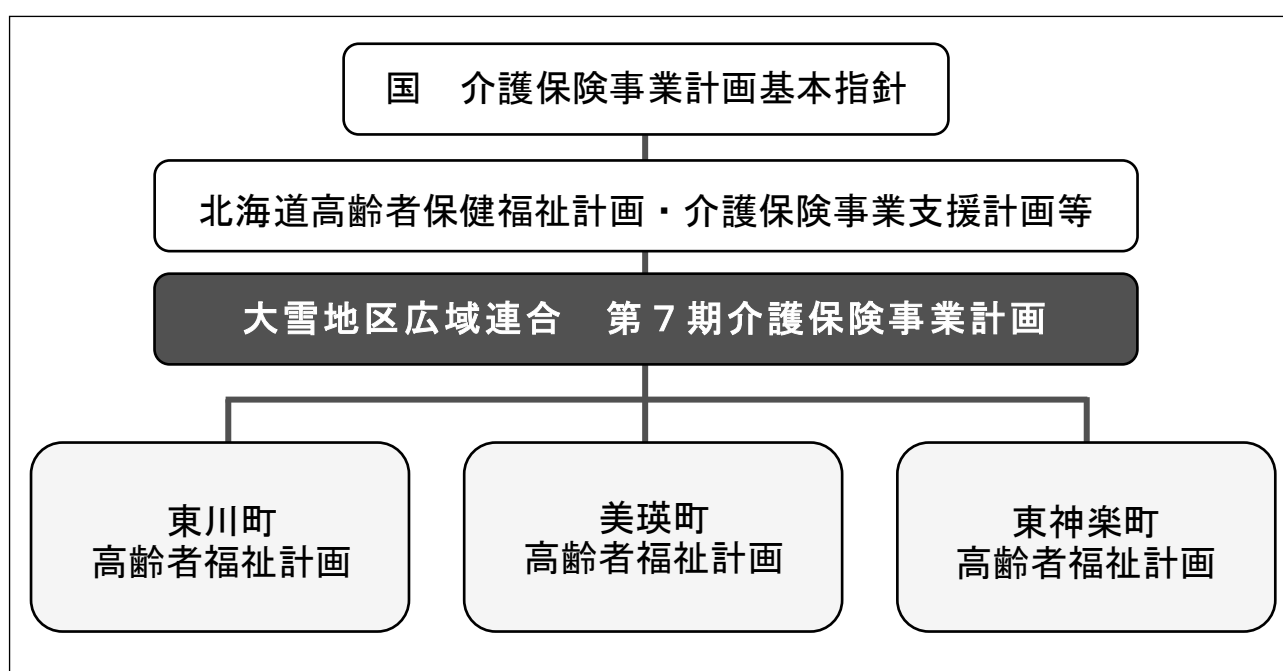 国　介護保険事業計画基本指針
北海道高齢者保健福祉計画・介護保険事業支援計画等
大雪地区広域連合　第７期介護保険事業計画
東川町
高齢者福祉計画
美瑛町
高齢者福祉計画
東神楽町
高齢者福祉計画